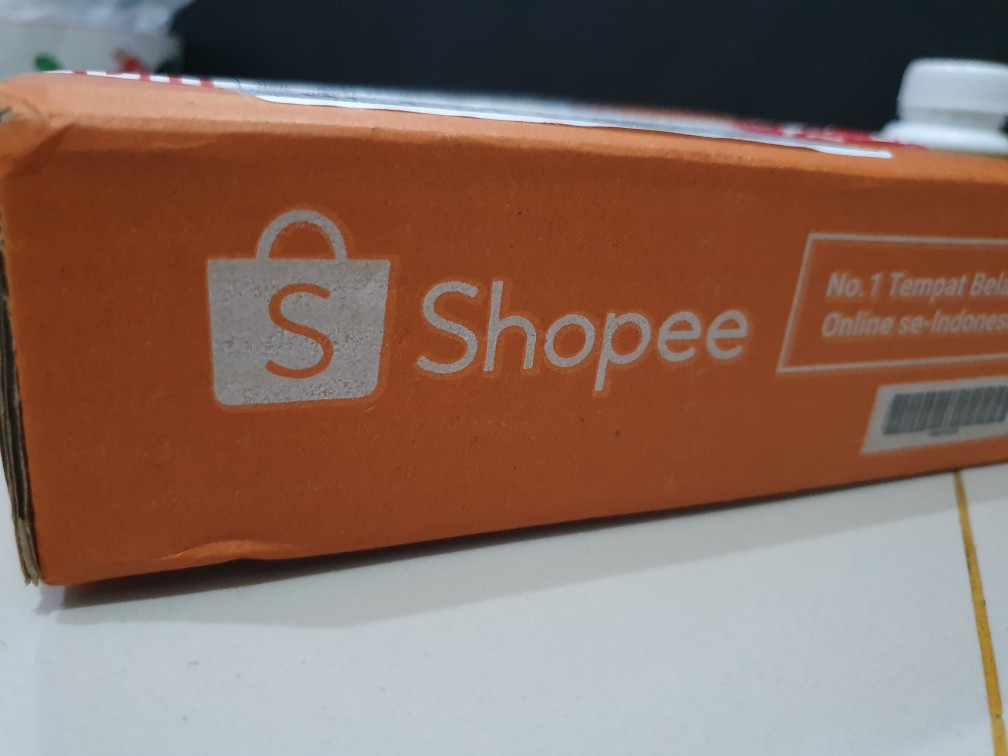 S
Shopee
No. 1 Tempat Bela
Online se-Indones